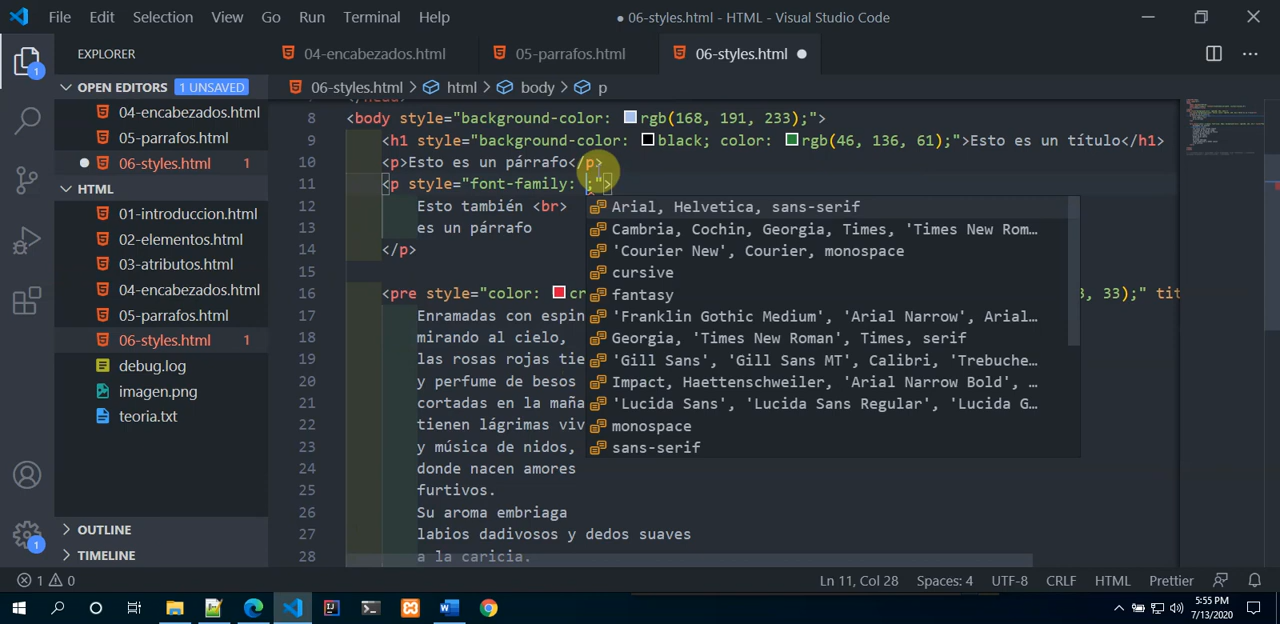 File Edit Selection View Go Run Terminal Help
● 06-styles.html - HTML - Visual Studio Code
EXPLORER
04-encabezados.html
05-parrafos.html
06-styles.html ●
OPEN EDITORS 1 UNSAVED
06-styles.html > html > body > p
04-encabezados.html
05-parrafos.html
● 06-styles.html 1
HTML
01-introduccion.html
02-elementos.html
03-atributos.html
04-encabezados.html
05-parrafos.html
06-styles.html 1
debug.log
imagen.png
teoria.txt
OUTLINE
TIMELINE
8 <body style="background-color: rgb(168, 191, 233);">
9 <h1 style="background-color: black; color: rgb(46, 136, 61);">Esto es un título</h1>
10 <p>Esto es un párrafo</p>
11 <p style="font-family: ;">
12 Esto también <br>
13 es un párrafo
14 </p>
15
16 <pre style="color: cr 3, 33);" tit
17 Enramadas con espin
18 mirando al cielo,
19 las rosas rojas tie
20 y perfume de besos
21 cortadas en la maña
22 tienen lágrimas viv
23 y música de nidos,
24 donde nacen amores
25 furtivos.
26 Su aroma embriaga
27 labios dadivosos y dedos suaves
28 a la caricia.
Arial, Helvetica, sans-serif
Cambria, Cochin, Georgia, Times, 'Times New Rom…
'Courier New', Courier, monospace
cursive
fantasy
'Franklin Gothic Medium', 'Arial Narrow', Arial…
Georgia, 'Times New Roman', Times, serif
'Gill Sans', 'Gill Sans MT', Calibri, 'Trebuche…
Impact, Haettenschweiler, 'Arial Narrow Bold', …
'Lucida Sans', 'Lucida Sans Regular', 'Lucida G…
monospace
sans-serif
1 0
Ln 11, Col 28 Spaces: 4 UTF-8 CRLF HTML Prettier
5:55 PM
7/13/2020